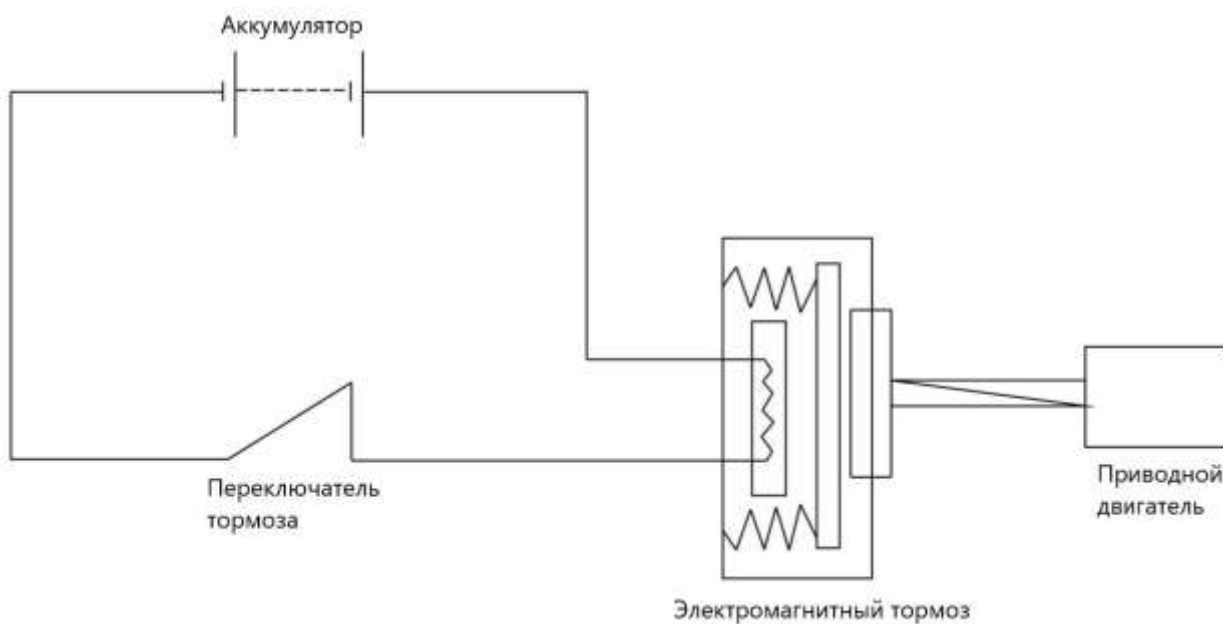 Аккумулятор
Переключатель
тормоза
Приводной
двигатель
Электромагнитный тормоз